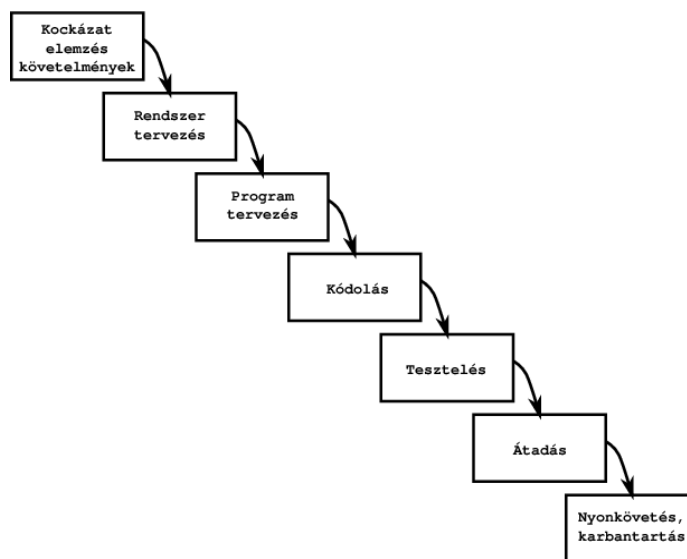 Kockázat
elemzés
követelmények
Rendszer
tervezés
Program
tervezés
Kódolás
Tesztelés
Átadás
Nyonkövetés,
karbantartás